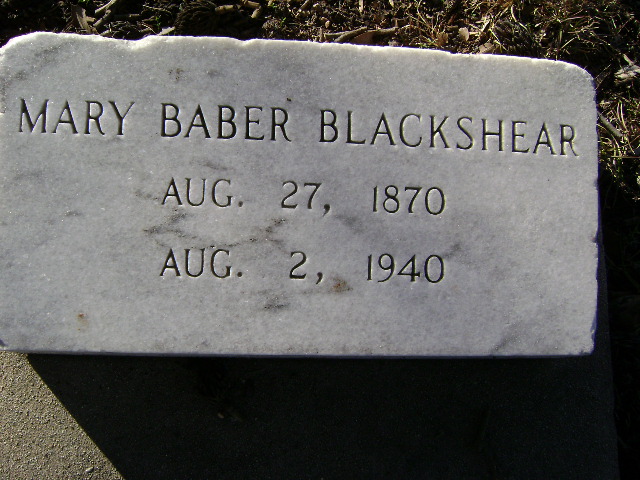 MARY BABER BLACKSHEAR
AUG. 27, 1870
AUG. 2, 1940